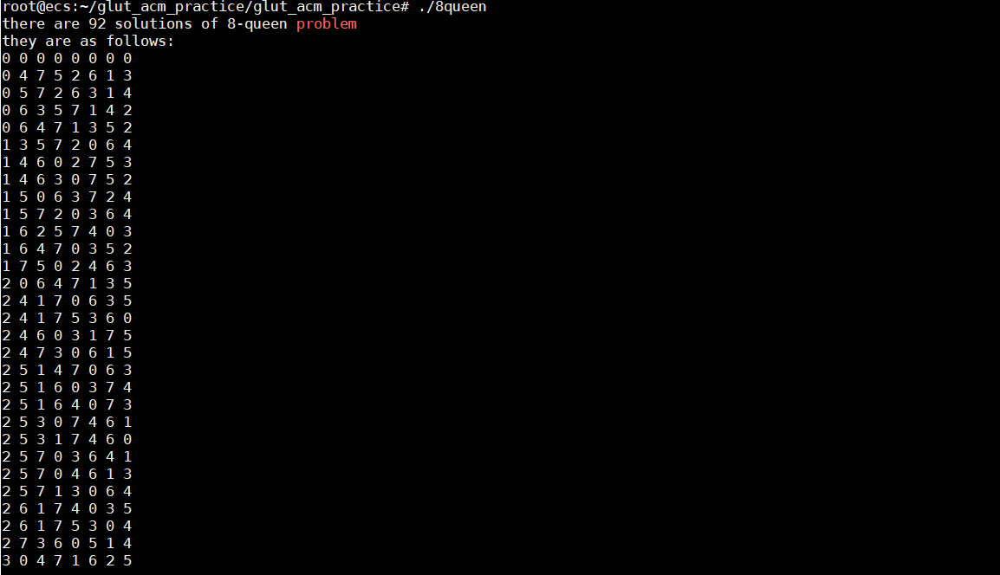 root@ecs:~/glut_acm_practice/glut_acm_practice# ./8queen
there are 92 solutions of 8-queen problem
they are as follows:
0 0 0 0 0 0 0 0
0 4 7 5 2 6 1 3
0 5 7 2 6 3 1 4
0 6 3 5 7 1 4 2
0 6 4 7 1 3 5 2
1 3 5 7 2 0 6 4
1 4 6 0 2 7 5 3
1 4 6 3 0 7 5 2
1 5 0 6 3 7 2 4
1 5 7 2 0 3 6 4
1 6 2 5 7 4 0 3
1 6 4 7 0 3 5 2
1 7 5 0 2 4 6 3
2 0 6 4 7 1 3 5
2 4 1 7 0 6 3 5
2 4 1 7 5 3 6 0
2 4 6 0 3 1 7 5
2 4 7 3 0 6 1 5
2 5 1 4 7 0 6 3
2 5 1 6 0 3 7 4
2 5 1 6 4 0 7 3
2 5 3 0 7 4 6 1
2 5 3 1 7 4 6 0
2 5 7 0 3 6 4 1
2 5 7 0 4 6 1 3
2 5 7 1 3 0 6 4
2 6 1 7 4 0 3 5
2 6 1 7 5 3 0 4
2 7 3 6 0 5 1 4
3 0 4 7 1 6 2 5